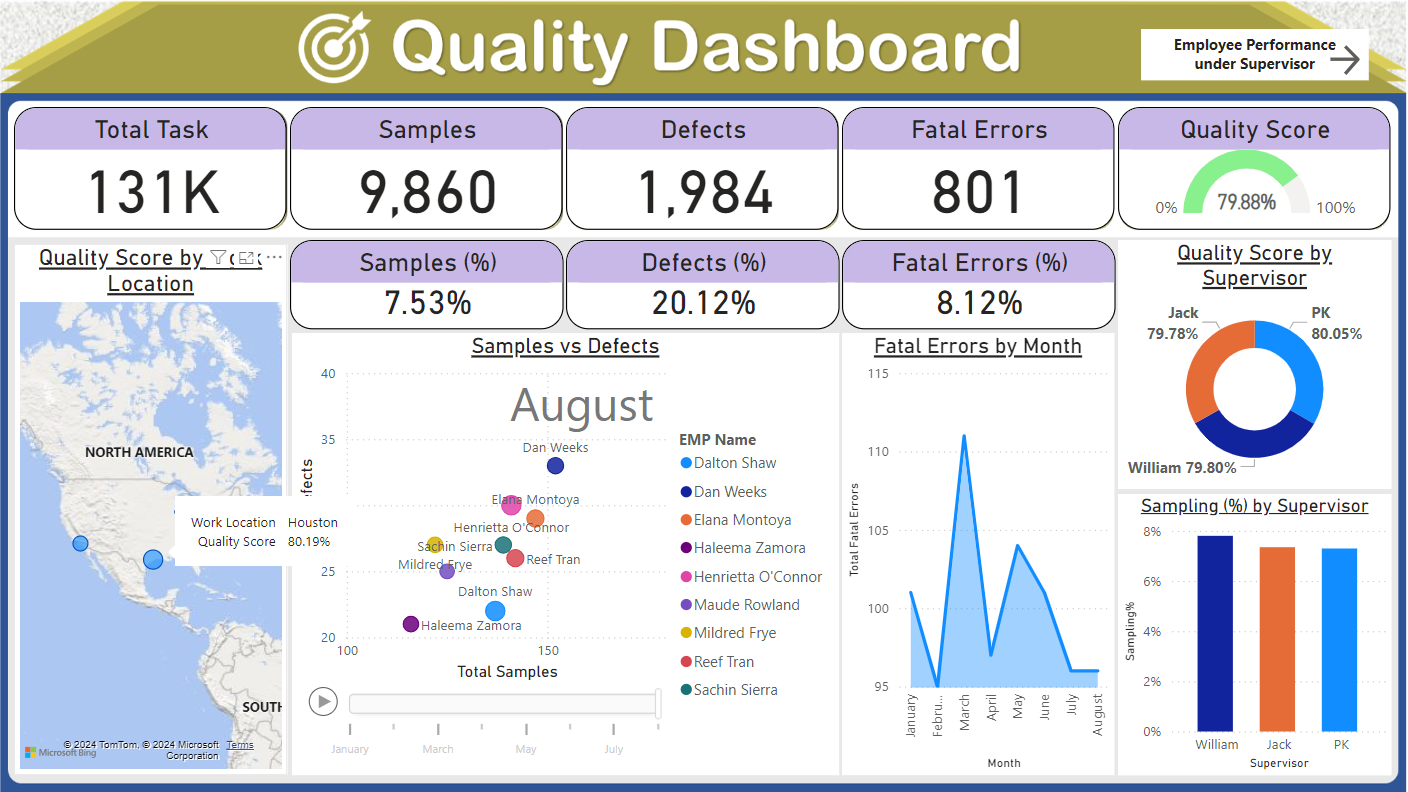 Quality Dashboard
Employee Performance
under Supervisor
Total Task
131K
Samples
9,860
Defects
1,984
Fatal Errors
801
Quality Score
79.88%
0%
100%
Quality Score by
Location
NORTH AMERICA
Work Location Houston
Quality Score 80.19%
SOUTH
© 2024 TomTom, © 2024 Microsoft
Corporation
Terms
Microsoft Bing
Samples (%)
7.53%
Defects (%)
20.12%
Fatal Errors (%)
8.12%
Samples vs Defects
August
40
35
25
20
100
150
efects
Total Samples
Dan Weeks
Elana Montoya
Henrietta O'Connor
Sachin Sierra
Reef Tran
Mildred Frye
Dalton Shaw
Haleema Zamora
EMP Name
Dalton Shaw
Dan Weeks
Elana Montoya
Haleema Zamora
Henrietta O'Connor
Maude Rowland
Mildred Frye
Reef Tran
Sachin Sierra
January
March
May
July
Fatal Errors by Month
115
110
105
100
95
Total Fatal Errors
January
Febru...
March
April
May
June
July
August
Month
Quality Score by
Supervisor
Jack
79.78%
PK
80.05%
William 79.80%
Sampling (%) by Supervisor
8%
6%
4%
2%
0%
Sampling%
William
Jack
PK
Supervisor